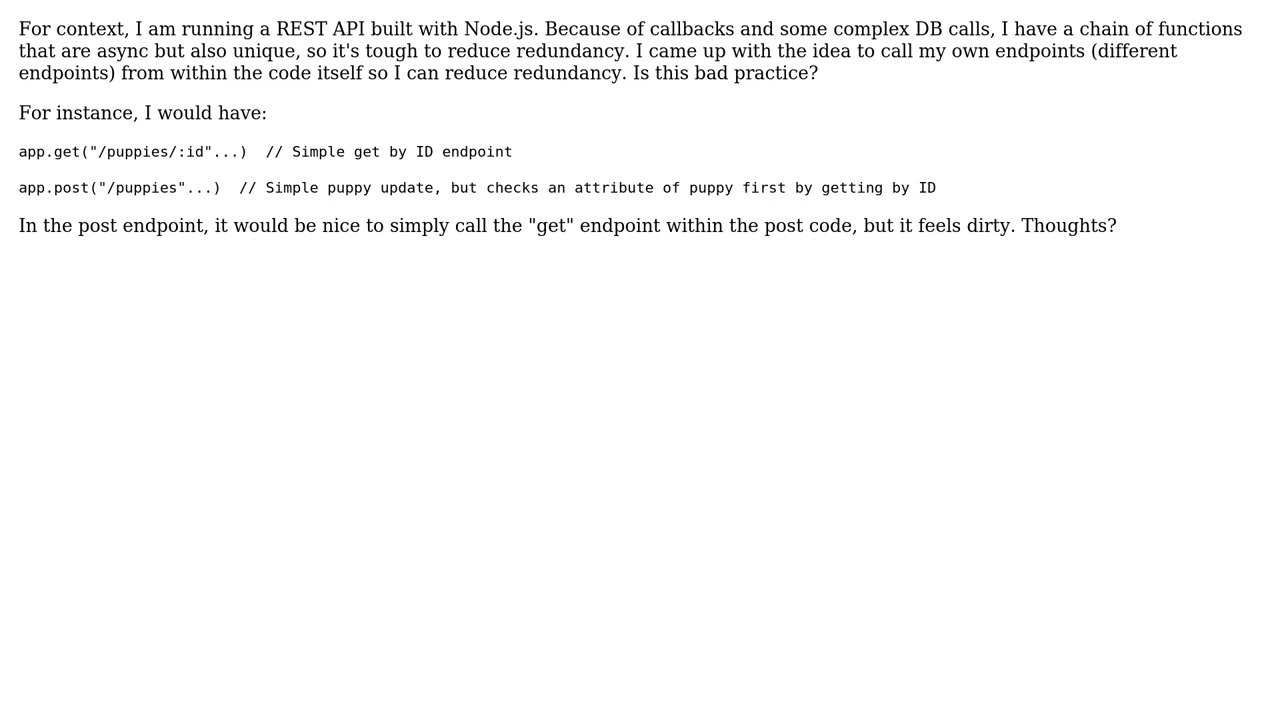 For context, I am running a REST API built with Node.js. Because of callbacks and some complex DB calls, I have a chain of functions
that are async but also unique, so it's tough to reduce redundancy. I came up with the idea to call my own endpoints (different
endpoints) from within the code itself so I can reduce redundancy. Is this bad practice?
For instance, I would have:
app.get("/puppies/:id"...)  // Simple get by ID endpoint
app.post("/puppies"...)  // Simple puppy update, but checks an attribute of puppy first by getting by ID
In the post endpoint, it would be nice to simply call the "get" endpoint within the post code, but it feels dirty. Thoughts?